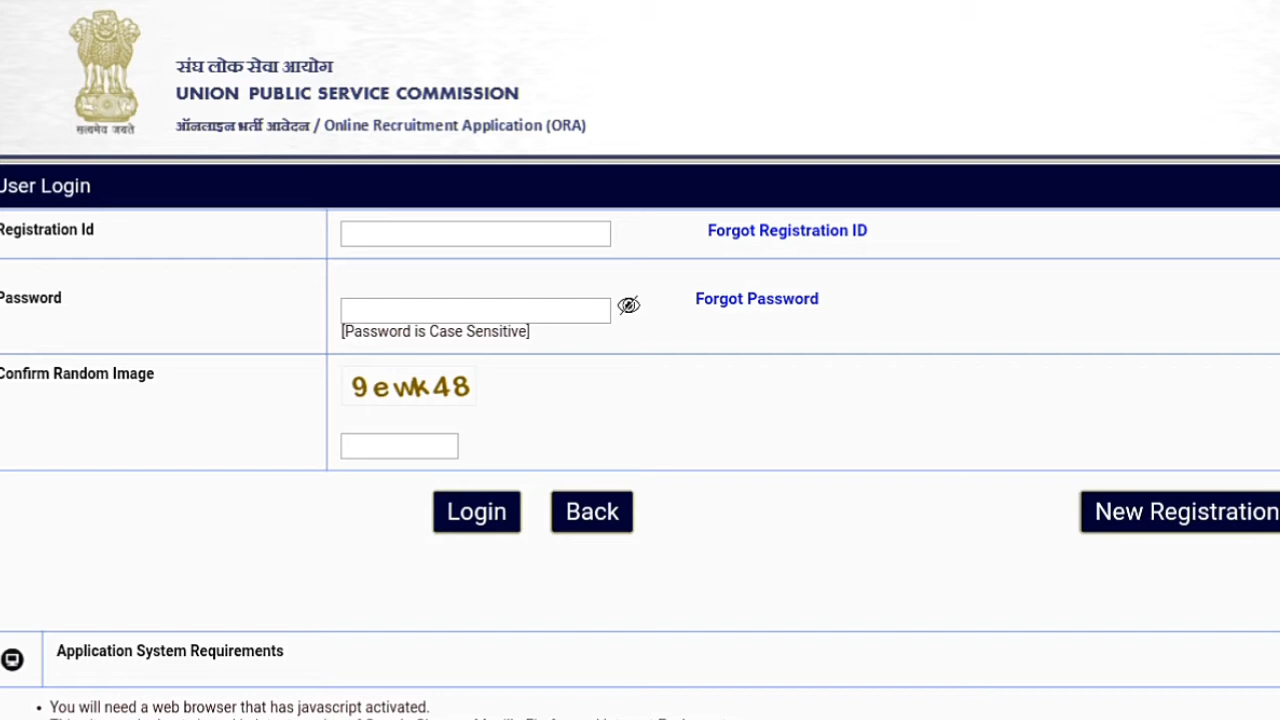 सत्यमेव जयते
संघ लोक सेवा आयोग
UNION PUBLIC SERVICE COMMISSION
ऑनलाइन भर्ती आवेदन / Online Recruitment Application (ORA)
User Login
Registration Id
Forgot Registration ID
Password
Forgot Password
[Password is Case Sensitive]
Confirm Random Image
9ewk48
Login Back New Registration
Application System Requirements
• You will need a web browser that has javascript activated.